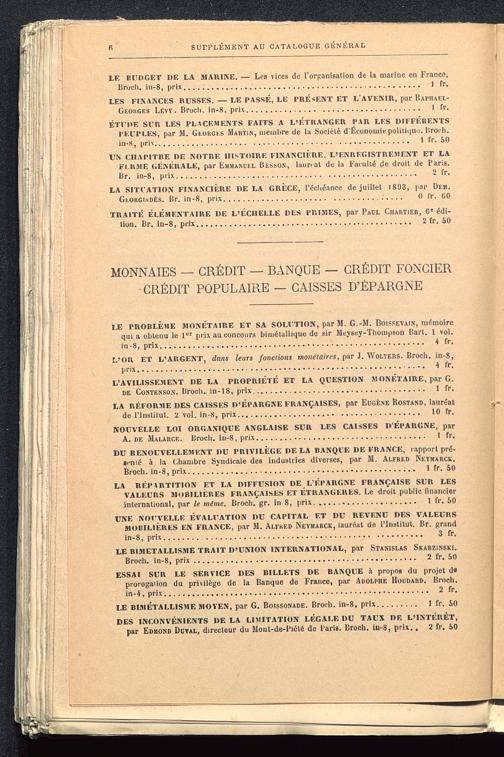 6 SUPPLÉMENT AU CATALOGUE GÉNÉRAL
LE BUDGET DE LA MARINE. — Les vices de l'organisation de la marine en France.
Broch. in-8, prix. . . . . . . . . . 1 fr.
LES FINANCES RUSSES. — LE PASSÉ, LE PRÉSENT ET L'AVENIR, par RAPHAEL-
GEORGES LÉVY. Broch. in-8, prix. . . . . . . . . . 1 fr.
ÉTUDE SUR LES PLACEMENTS FAITS A L'ÉTRANGER PAR LES DIFFÉRENTS
PEUPLES, par M. GEORGES MARTIN, membre de la Société d'Économie politique. Broch.
in-8, prix. . . . . . . . . . 1 fr. 50
UN CHAPITRE DE NOTRE HISTOIRE FINANCIÈRE, L'ENREGISTREMENT ET LA
FERME GÉNÉRALE, par EMMANUEL BESSON, lauréat de la Faculté de droit de Paris.
Br. in-8, prix. . . . . . . . . . 2 fr.
LA SITUATION FINANCIÈRE DE LA GRÈCE, l'échéance de juillet 1893, par DEM.
GEORGIADÈS. Br. in-8, prix. . . . . . . . . . 0 fr. 60
TRAITÉ ÉLÉMENTAIRE DE L'ÉCHELLE DES PRIMES, par PAUL CHARTIER, 6e édi-
tion. Br. in-8, prix. . . . . . . . . . 2 fr. 50
MONNAIES — CRÉDIT — BANQUE — CRÉDIT FONCIER
CRÉDIT POPULAIRE — CAISSES D'ÉPARGNE
LE PROBLÈME MONÉTAIRE ET SA SOLUTION, par M. G.-M. BOISSEVAIN, mémoire
qui a obtenu le 1er prix au concours bimétallique de sir Meysey-Thompson Bart. 1 vol.
in-8, prix. . . . . . . . . . 4 fr.
L'OR ET L'ARGENT, dans leurs fonctions monétaires, par J. WOLTERS. Broch. in-8,
prix. . . . . . . . . . 4 fr.
L'AVILISSEMENT DE LA PROPRIÉTÉ ET LA QUESTION MONÉTAIRE, par G.
DE CONTENSON. Broch. in-18, prix. . . . . . . . . . 1 fr.
LA RÉFORME DES CAISSES D'ÉPARGNE FRANÇAISES, par EUGÈNE ROSTAND, lauréat
de l'Institut. 2 vol. in-8, prix. . . . . . . . . . 10 fr.
NOUVELLE LOI ORGANIQUE ANGLAISE SUR LES CAISSES D'ÉPARGNE, par
A. DE MALARCE. Broch. in-8, prix. . . . . . . . . . 1 fr.
DU RENOUVELLEMENT DU PRIVILÈGE DE LA BANQUE DE FRANCE, rapport pré-
senté à la Chambre Syndicale des industries diverses, par M. ALFRED NEYMARCK.
Broch. in-8, prix. . . . . . . . . . 1 fr. 50
LA RÉPARTITION ET LA DIFFUSION DE L'ÉPARGNE FRANÇAISE SUR LES
VALEURS MOBILIÈRES FRANÇAISES ET ÉTRANGÈRES. Le droit public financier
international, par le même. Broch. gr. in-8, prix. . . . . . . . . . 1 fr. 50
UNE NOUVELLE ÉVALUATION DU CAPITAL ET DU REVENU DES VALEURS
MOBILIÈRES EN FRANCE, par M. ALFRED NEYMARCK, lauréat de l'Institut. Br. grand
in-8, prix. . . . . . . . . . 3 fr.
LE BIMETALLISME TRAIT D'UNION INTERNATIONAL, par STANISLAS SKARZINSKI.
Broch. in-8, prix . . . . . . . . . . 2 fr. 50
ESSAI SUR LE SERVICE DES BILLETS DE BANQUE à propos du projet de
prorogation du privilège de la Banque de France, par ADOLPHE HOUDARD. Broch.
in-4, prix. . . . . . . . . . 2 fr.
LE BIMÉTALLISME MOYEN, par G. BOISSONADE. Broch. in-8, prix. . . . . . . . . 1 fr. 50
DES INCONVÉNIENTS DE LA LIMITATION LÉGALE DU TAUX DE L'INTÉRÊT,
par EDMOND DUVAL, directeur du Mont-de-Piété de Paris. Broch. in-8, prix. . 2 fr. 50